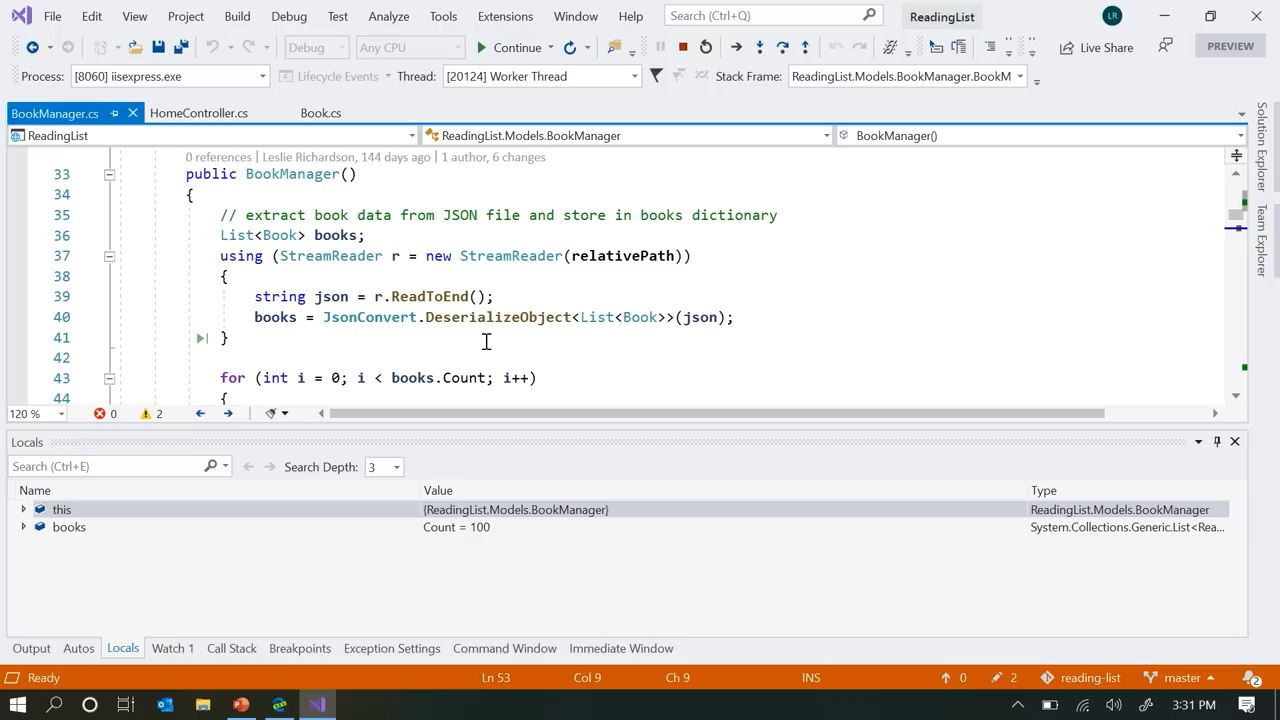 File Edit View Project Build Debug Test Analyze Tools Extensions Window Help Search (Ctrl+Q) ReadingList LR
Debug Any CPU Continue Live Share PREVIEW
Process: [8060] iisexpress.exe Lifecycle Events Thread: [20124] Worker Thread Stack Frame: ReadingList.Models.BookManager.BookM
BookManager.cs HomeController.cs Book.cs
ReadingList ReadingList.Models.BookManager BookManager()
0 references | Leslie Richardson, 144 days ago | 1 author, 6 changes
33 public BookManager()
34 {
35 // extract book data from JSON file and store in books dictionary
36 List<Book> books;
37 using (StreamReader r = new StreamReader(relativePath))
38 {
39 string json = r.ReadToEnd();
40 books = JsonConvert.DeserializeObject<List<Book>>(json);
41 }
42
43 for (int i = 0; i < books.Count; i++)
44 {
120 % 0 2
Locals
Search (Ctrl+E) Search Depth: 3
Name Value Type
this {ReadingList.Models.BookManager} ReadingList.Models.BookManager
books Count = 100 System.Collections.Generic.List<Rea...
Output Autos Locals Watch 1 Call Stack Breakpoints Exception Settings Command Window Immediate Window
Ready Ln 53 Col 9 Ch 9 INS 0 2 reading-list master 2
3:31 PM
Solution Explorer
Team Explorer